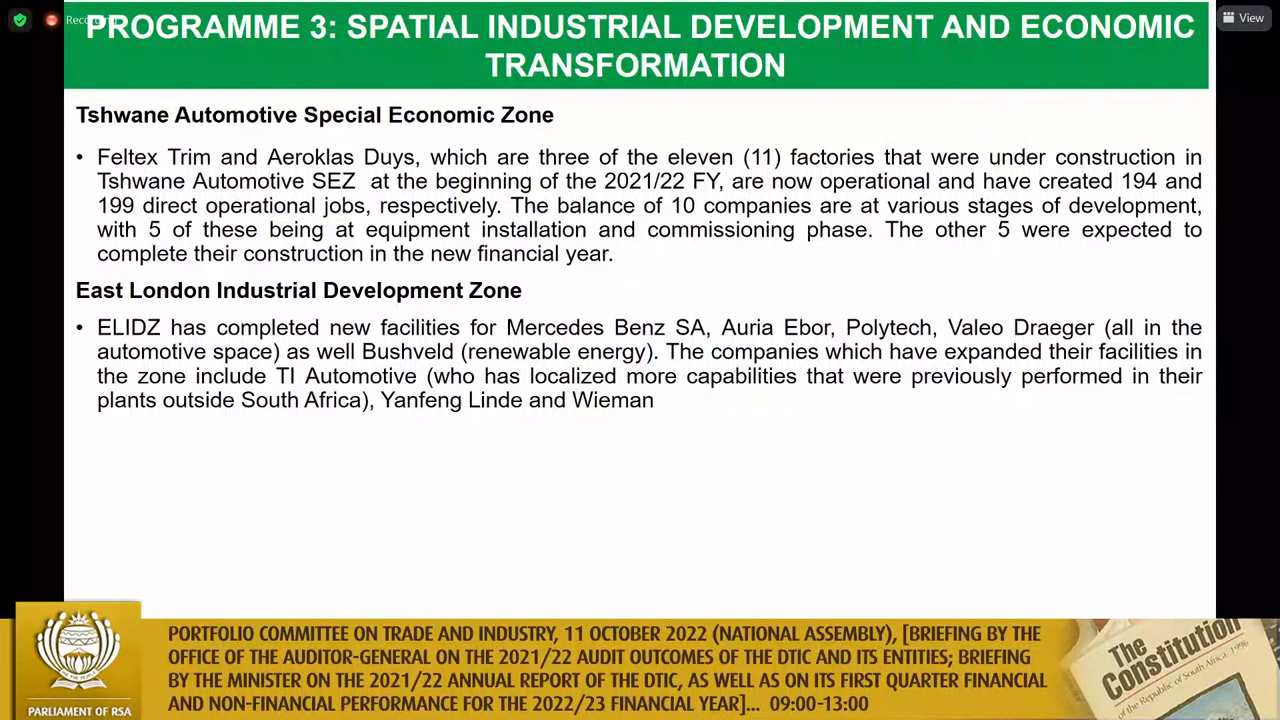 Recording
View
PROGRAMME 3: SPATIAL INDUSTRIAL DEVELOPMENT AND ECONOMIC
TRANSFORMATION
Tshwane Automotive Special Economic Zone
• Feltex Trim and Aeroklas Duys, which are three of the eleven (11) factories that were under construction in
Tshwane Automotive SEZ at the beginning of the 2021/22 FY, are now operational and have created 194 and
199 direct operational jobs, respectively. The balance of 10 companies are at various stages of development,
with 5 of these being at equipment installation and commissioning phase. The other 5 were expected to
complete their construction in the new financial year.
East London Industrial Development Zone
• ELIDZ has completed new facilities for Mercedes Benz SA, Auria Ebor, Polytech, Valeo Draeger (all in the
automotive space) as well Bushveld (renewable energy). The companies which have expanded their facilities in
the zone include TI Automotive (who has localized more capabilities that were previously performed in their
plants outside South Africa), Yanfeng Linde and Wieman
PORTFOLIO COMMITTEE ON TRADE AND INDUSTRY, 11 OCTOBER 2022 (NATIONAL ASSEMBLY), [BRIEFING BY THE
OFFICE OF THE AUDITOR-GENERAL ON THE 2021/22 AUDIT OUTCOMES OF THE DTIC AND ITS ENTITIES; BRIEFING
BY THE MINISTER ON THE 2021/22 ANNUAL REPORT OF THE DTIC, AS WELL AS ON ITS FIRST QUARTER FINANCIAL
AND NON-FINANCIAL PERFORMANCE FOR THE 2022/23 FINANCIAL YEAR]... 09:00-13:00
PARLIAMENT OF RSA
The
Constitution
of the Republic of South Africa, 1996